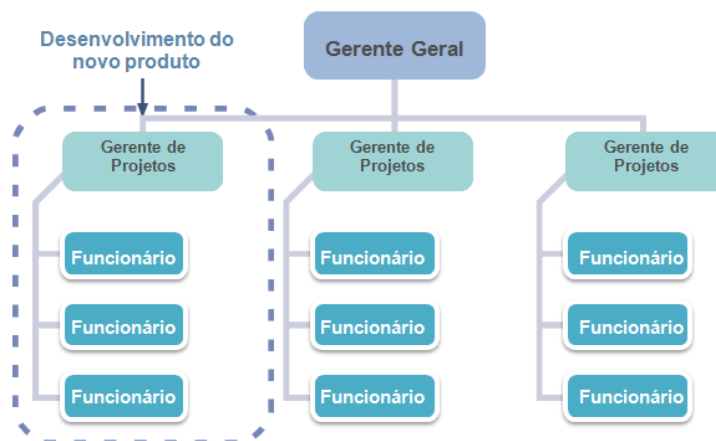 Desenvolvimento do
novo produto
Gerente Geral
Gerente de
Projetos
Gerente de
Projetos
Gerente de
Projetos
Funcionário
Funcionário
Funcionário
Funcionário
Funcionário
Funcionário
Funcionário
Funcionário
Funcionário